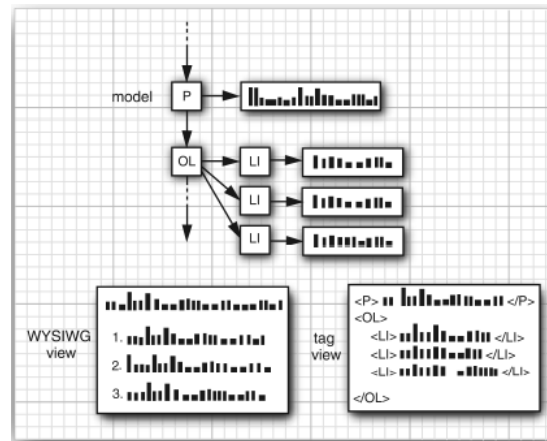 model
P
OL
LI
LI
LI
WYSIWG
view
1.
2.
3.
tag
view
<P> </P>
<OL>
<LI> </LI>
<LI> </LI>
<LI> </LI>
</OL>